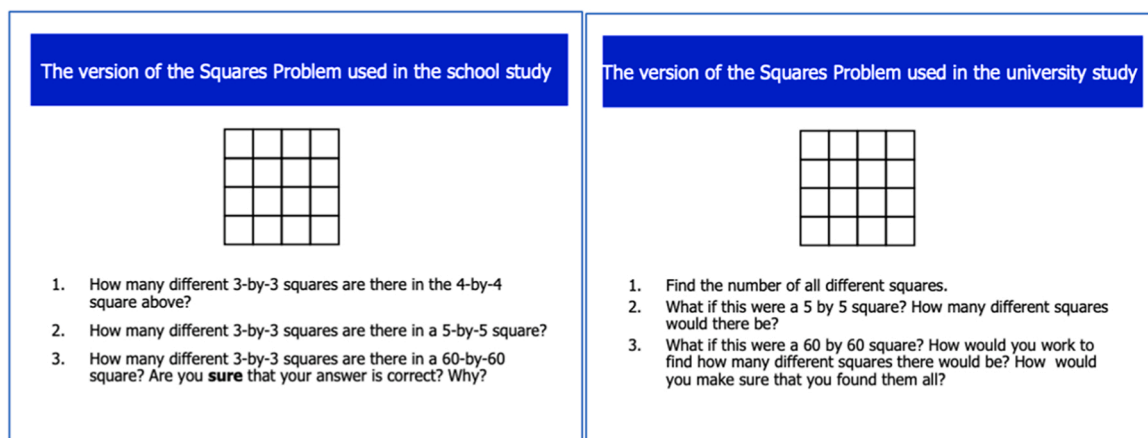 The version of the Squares Problem used in the school study
1. How many different 3-by-3 squares are there in the 4-by-4
square above?
2. How many different 3-by-3 squares are there in a 5-by-5 square?
3. How many different 3-by-3 squares are there in a 60-by-60
square? Are you sure that your answer is correct? Why?
The version of the Squares Problem used in the university study
1. Find the number of all different squares.
2. What if this were a 5 by 5 square? How many different squares
would there be?
3. What if this were a 60 by 60 square? How would you work to
find how many different squares there would be? How would
you make sure that you found them all?